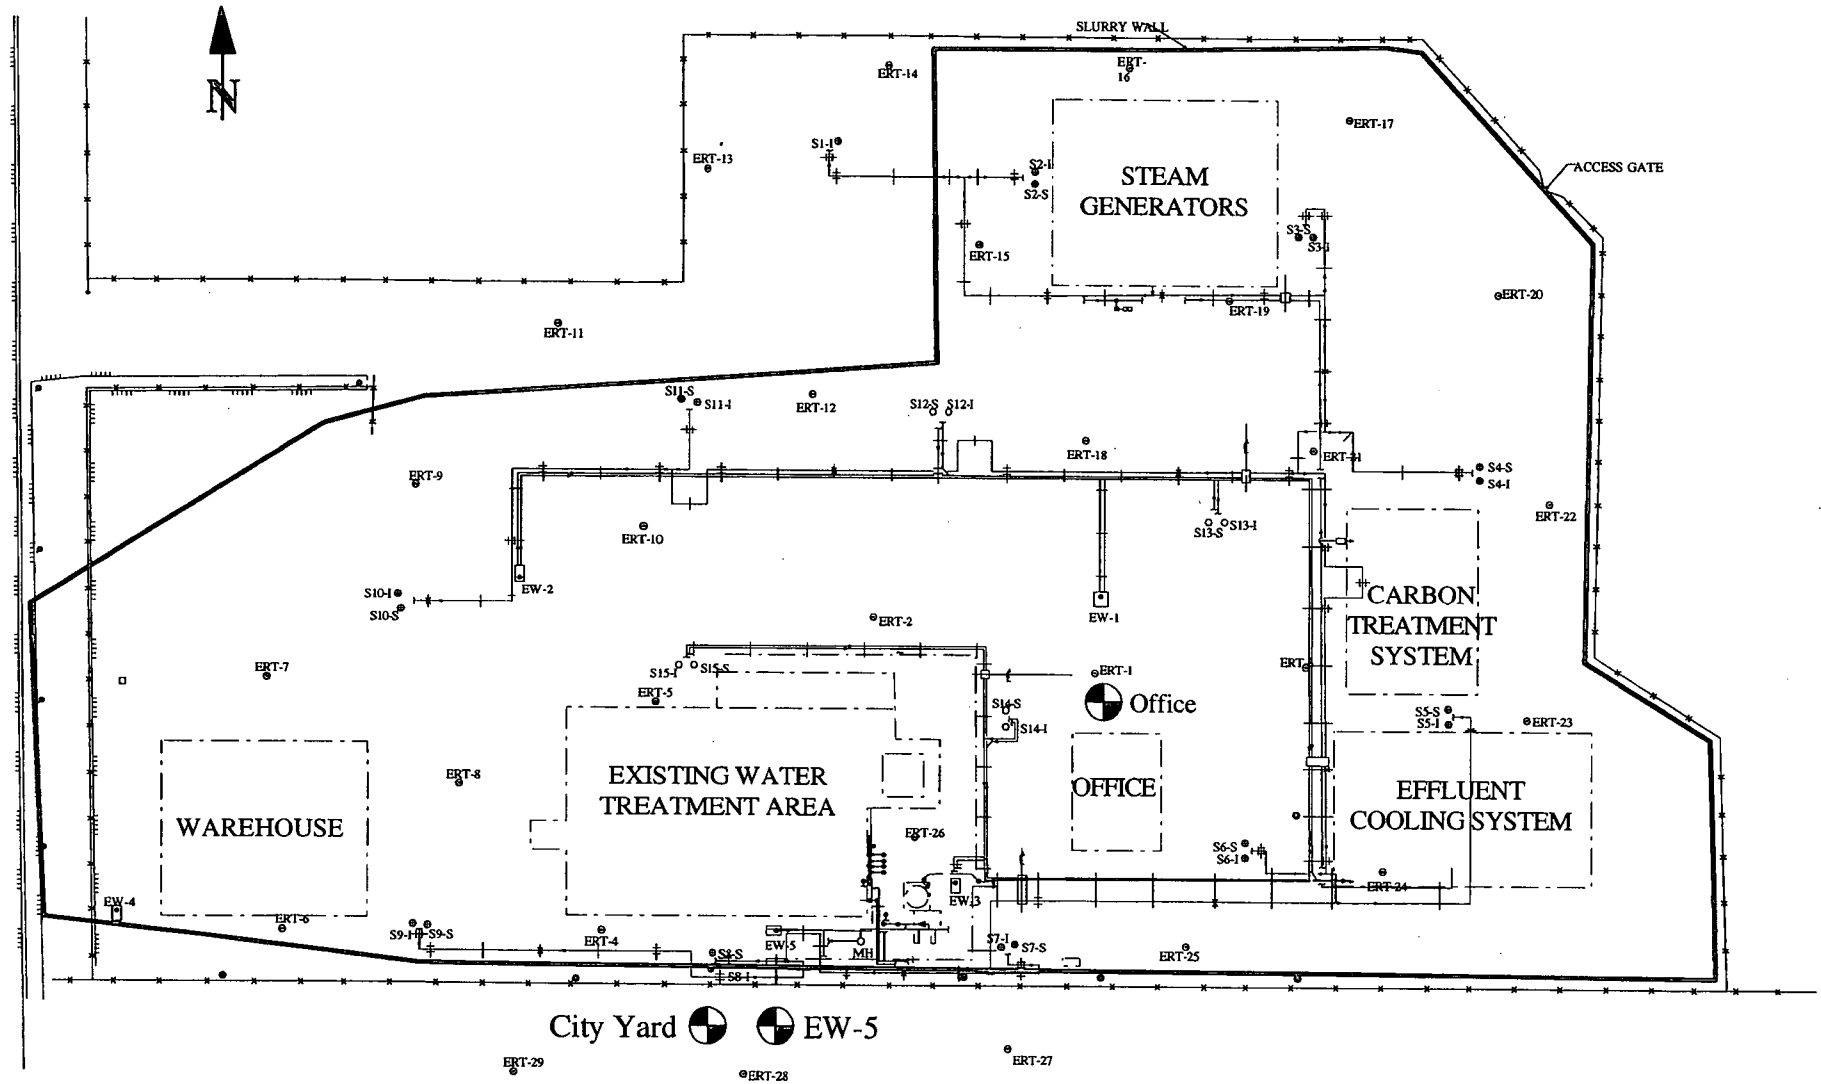 SLURRY WALL
N
ERT-14
ERT-
16
ERT-17
S1-I
ERT-13
S2-I
S2-S
STEAM
GENERATORS
ACCESS GATE
S3-S
S3-I
ERT-15
ERT-20
ERT-19
ERT-11
S11-S
S11-I
ERT-12
S12-S
S12-I
ERT-18
ERT-21
S4-S
S4-I
ERT-9
ERT-10
S13-S
S13-I
ERT-22
EW-2
S10-I
S10-S
EW-1
CARBON
TREATMENT
SYSTEM
ERT-2
ERT-7
S15-I
S15-S
ERT-1
ERT
ERT-5
Office
S14-S
S14-I
S5-S
S5-I
ERT-23
ERT-8
EXISTING WATER
TREATMENT AREA
OFFICE
EFFLUENT
COOLING SYSTEM
WAREHOUSE
ERT-26
S6-S
S6-I
ERT-24
EW-4
EW-3
ERT-6
S9-I
S9-S
ERT-4
EW-5
MH
S7-I
S7-S
ERT-25
S8-S
S8-I
City Yard
EW-5
ERT-29
ERT-28
ERT-27